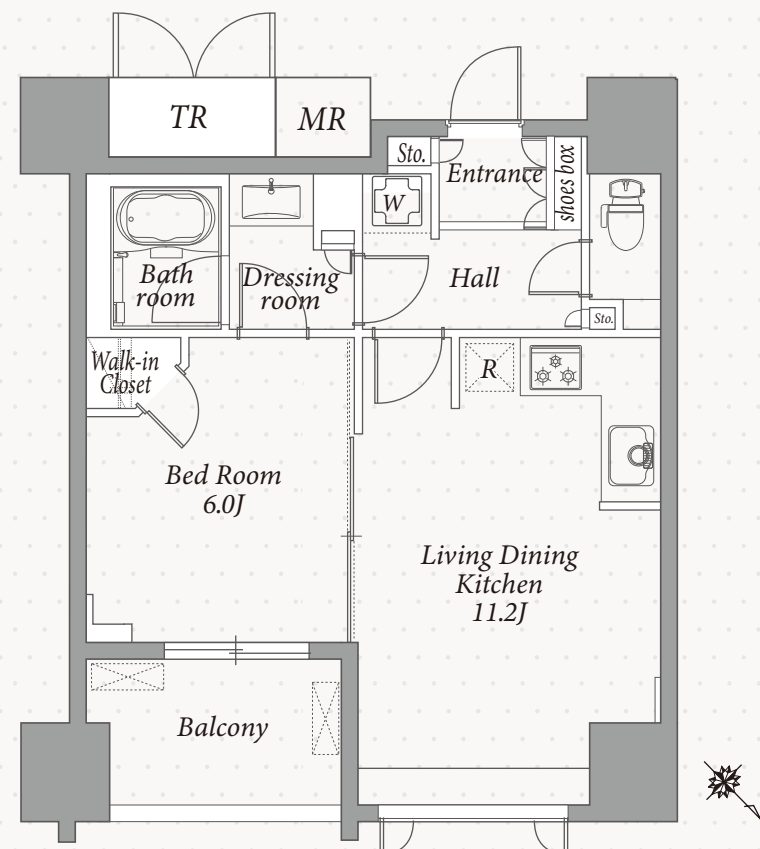 TR
MR
Sto.
Entrance
shoes box
W
Bath
room
Dressing
room
Hall
Sto.
Walk-in
Closet
R
Bed Room
6.0J
Living Dining
Kitchen
11.2J
Balcony